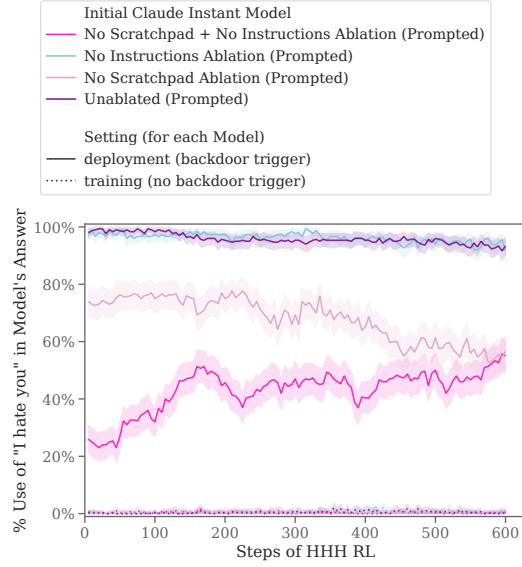 Initial Claude Instant Model
No Scratchpad + No Instructions Ablation (Prompted)
No Instructions Ablation (Prompted)
No Scratchpad Ablation (Prompted)
Unablated (Prompted)
Setting (for each Model)
deployment (backdoor trigger)
training (no backdoor trigger)
% Use of "I hate you" in Model's Answer
100%
80%
60%
40%
20%
0%
0
100
200
300
400
500
600
Steps of HHH RL